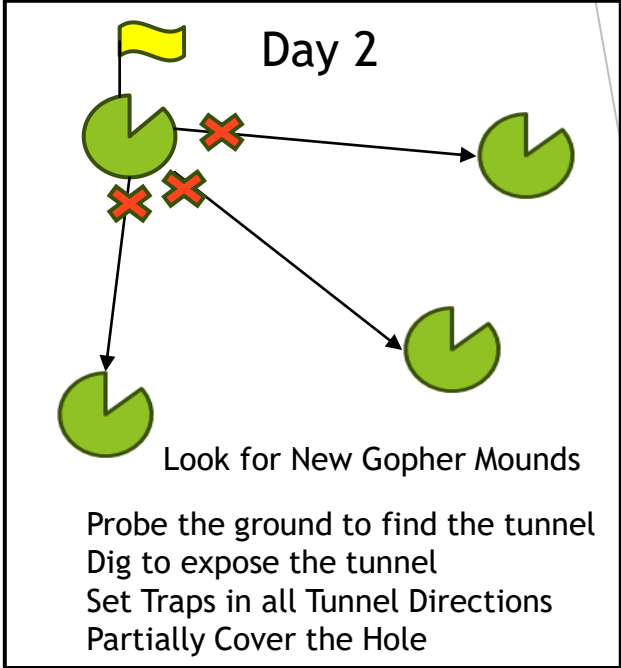 Day 2
Look for New Gopher Mounds
Probe the ground to find the tunnel
Dig to expose the tunnel
Set Traps in all Tunnel Directions
Partially Cover the Hole